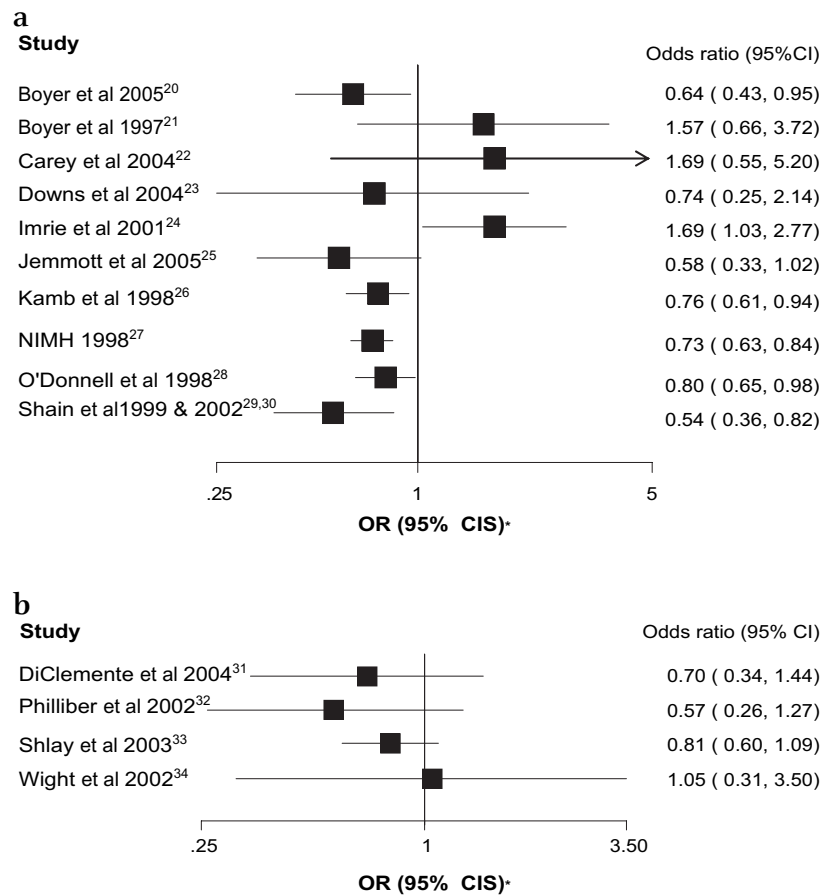 a
Study
Odds ratio (95%CI)
Boyer et al 200520 0.64 ( 0.43, 0.95)
Boyer et al 199721 1.57 ( 0.66, 3.72)
Carey et al 200422 1.69 ( 0.55, 5.20)
Downs et al 200423 0.74 ( 0.25, 2.14)
Imrie et al 200124 1.69 ( 1.03, 2.77)
Jemmott et al 200525 0.58 ( 0.33, 1.02)
Kamb et al 199826 0.76 ( 0.61, 0.94)
NIMH 199827 0.73 ( 0.63, 0.84)
O'Donnell et al 199828 0.80 ( 0.65, 0.98)
Shain et al1999 & 200229,30 0.54 ( 0.36, 0.82)
.25 1 5
OR (95% CIS)*
b
Study Odds ratio (95% CI)
DiClemente et al 200431 0.70 ( 0.34, 1.44)
Philliber et al 200232 0.57 ( 0.26, 1.27)
Shlay et al 200333 0.81 ( 0.60, 1.09)
Wight et al 200234 1.05 ( 0.31, 3.50)
.25 1 3.50
OR (95% CIS)*